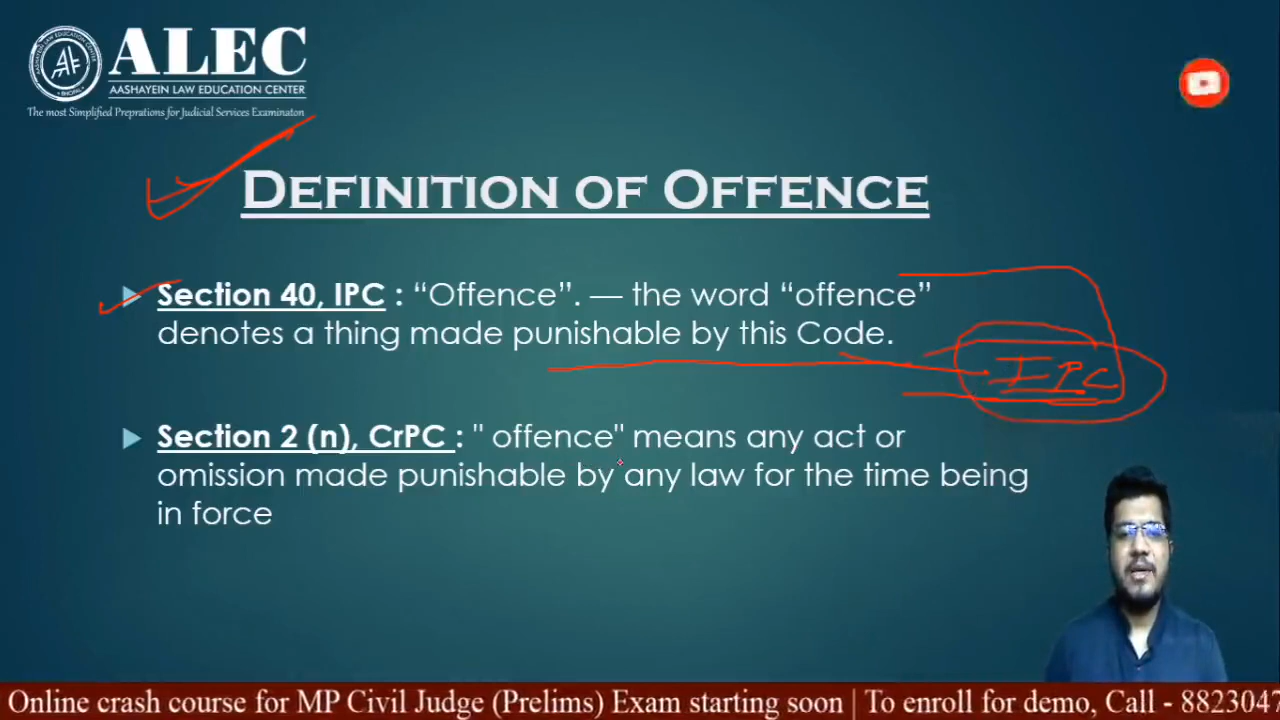 ALEC
AASHAYEIN LAW EDUCATION CENTER
The most Simplified Preprations for Judicial Services Examinaton
DEFINITION OF OFFENCE
Section 40, IPC : “Offence”. — the word “offence”
denotes a thing made punishable by this Code.
IPC
Section 2 (n), CrPC : " offence" means any act or
omission made punishable by any law for the time being
in force
Online crash course for MP Civil Judge (Prelims) Exam starting soon | To enroll for demo, Call - 8823047